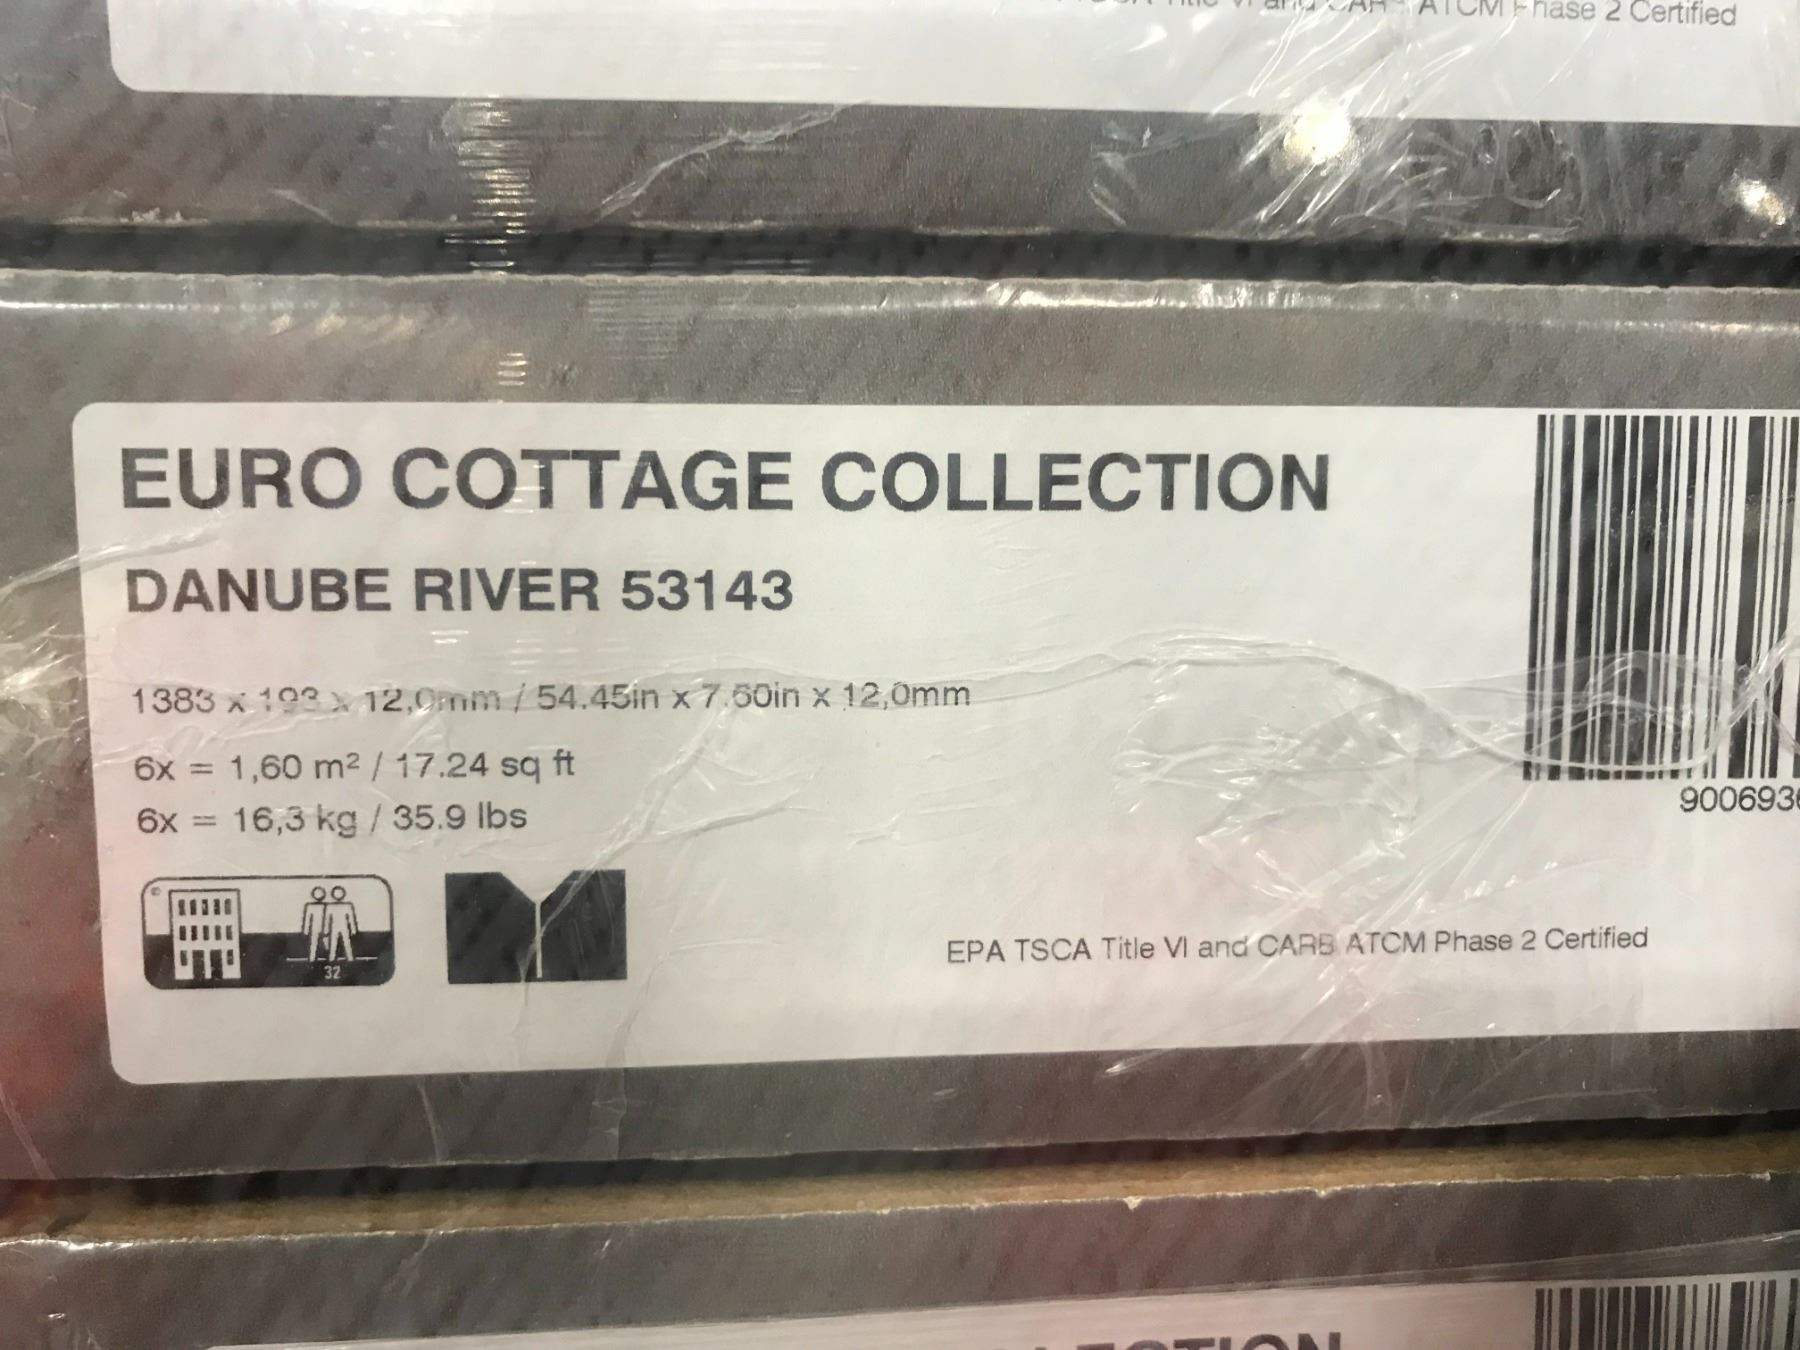 ATCM Phase 2 Certified
EURO COTTAGE COLLECTION
DANUBE RIVER 53143
1383 x 193 x 12,0mm / 54.45in x 7.60in x 12,0mm
6x = 1,60 m² / 17.24 sq ft
6x = 16,3 kg / 35.9 lbs
32
EPA TSCA Title VI and CARB ATCM Phase 2 Certified